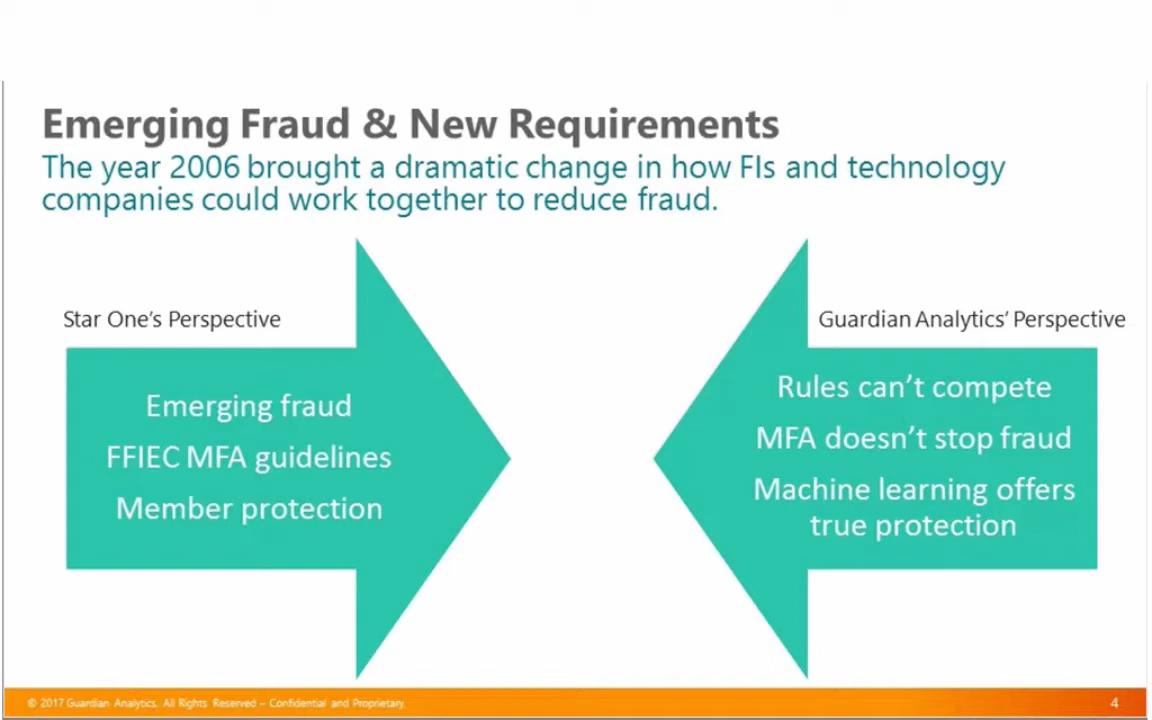 Emerging Fraud & New Requirements
The year 2006 brought a dramatic change in how FIs and technology
companies could work together to reduce fraud.
Star One's Perspective
Emerging fraud
FFIEC MFA guidelines
Member protection
Guardian Analytics' Perspective
Rules can't compete
MFA doesn't stop fraud
Machine learning offers
true protection
© 2017 Guardian Analytics. All Rights Reserved – Confidential and Proprietary.
4